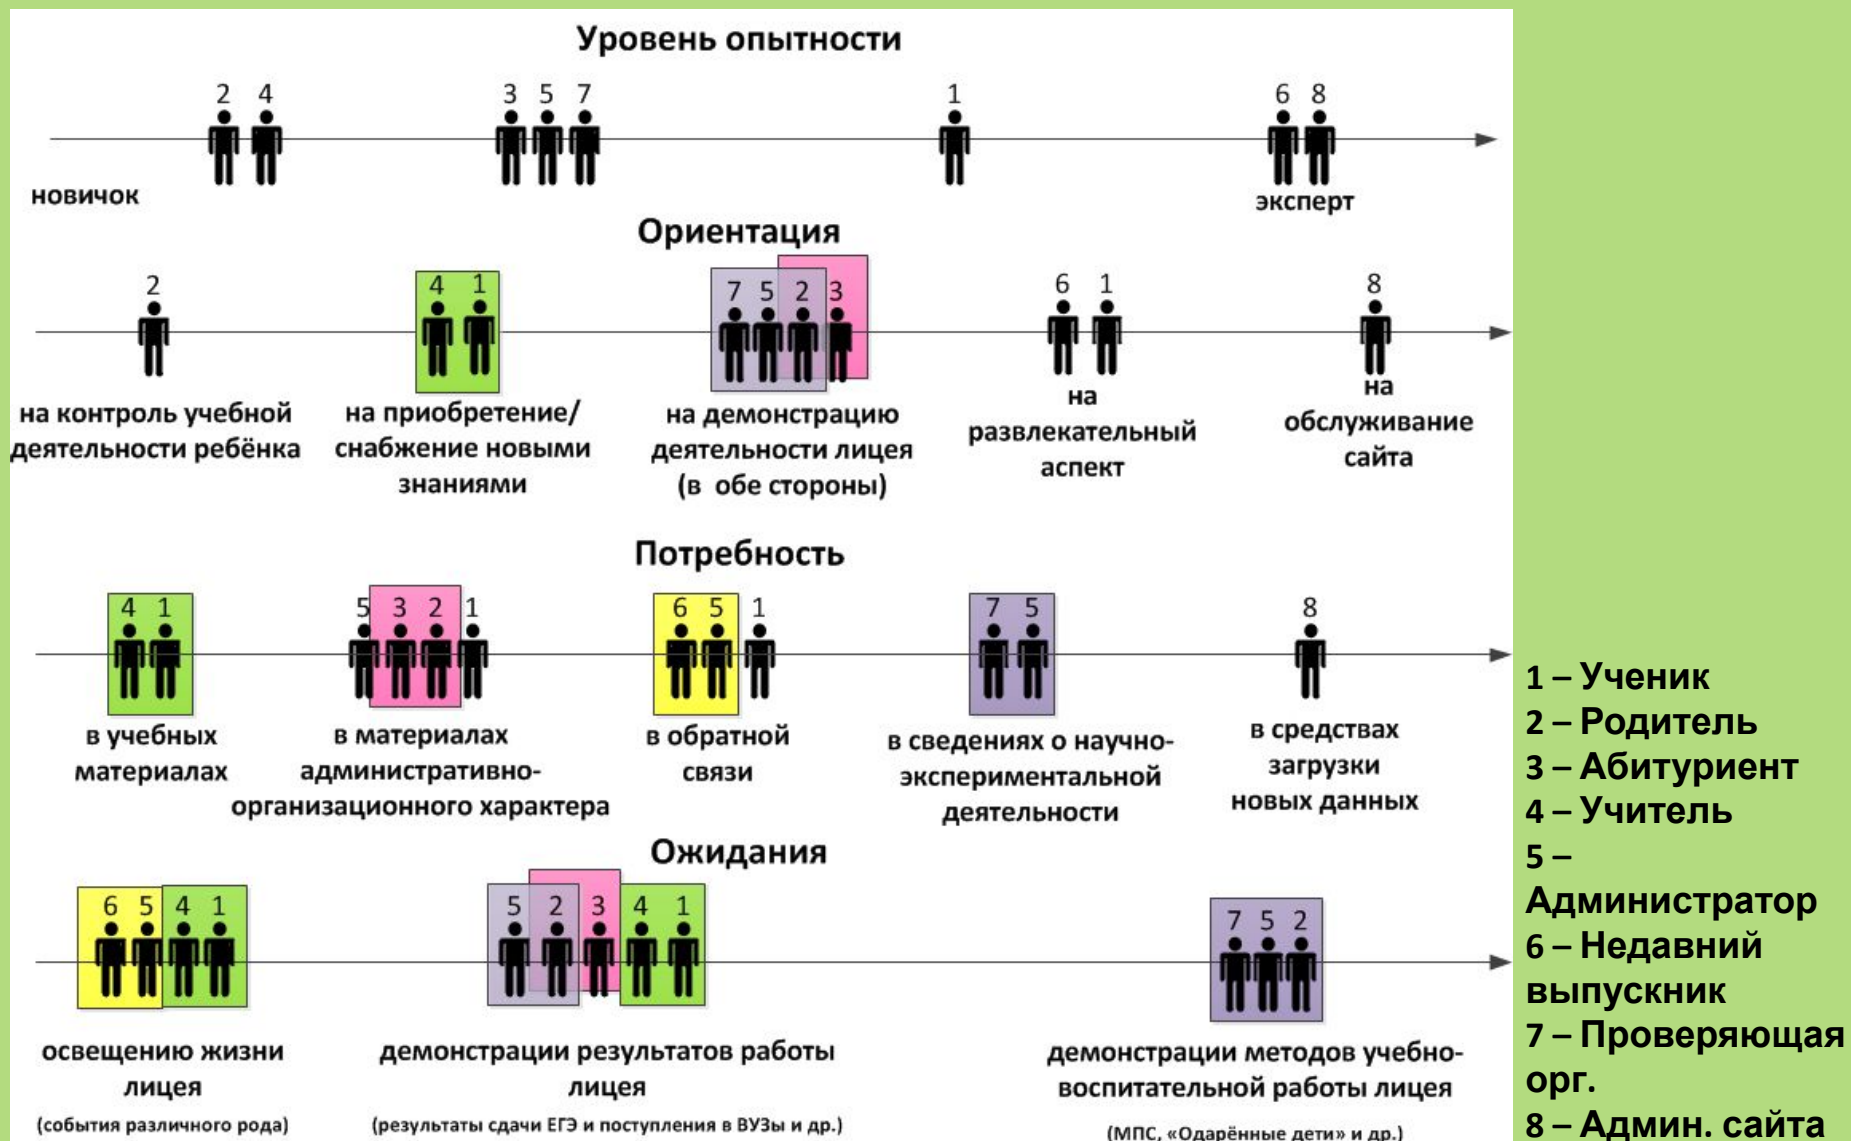 Уровень опытности
2 4 3 5 7 1 6 8
новичок эксперт
Ориентация
2 4 1 7 5 2 3 6 1 8
на контроль учебной
деятельности ребёнка
на приобретение/
снабжение новыми
знаниями
на демонстрацию
деятельности лицея
(в обе стороны)
на
развлекательный
аспект
на
обслуживание
сайта
Потребность
4 1 5 3 2 1 6 5 1 7 5 8
в учебных
материалах
в материалах
административно-
организационного характера
в обратной
связи
в сведениях о научно-
экспериментальной
деятельности
в средствах
загрузки
новых данных
Ожидания
6 5 4 1 5 2 3 4 1 7 5 2
освещению жизни
лицея
(события различного рода)
демонстрации результатов работы
лицея
(результаты сдачи ЕГЭ и поступления в ВУЗы и др.)
демонстрации методов учебно-
воспитательной работы лицея
(МПС, «Одарённые дети» и др.)
1 – Ученик
2 – Родитель
3 – Абитуриент
4 – Учитель
5 –
Администратор
6 – Недавний
выпускник
7 – Проверяющая
орг.
8 – Админ. сайта